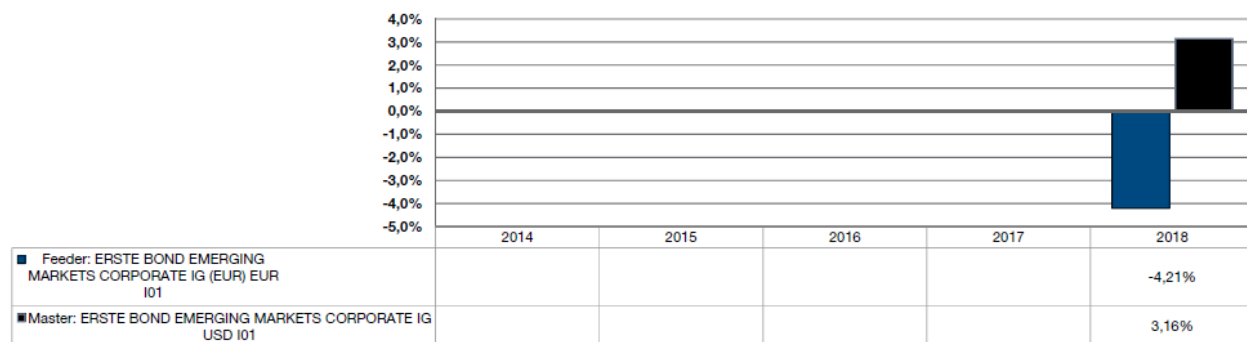 4,0%
3,0%
2,0%
1,0%
0,0%
-1,0%
-2,0%
-3,0%
-4,0%
-5,0%
2014 2015 2016 2017 2018
Feeder: ERSTE BOND EMERGING
MARKETS CORPORATE IG (EUR) EUR
I01
-4,21%
Master: ERSTE BOND EMERGING MARKETS CORPORATE IG
USD I01
3,16%